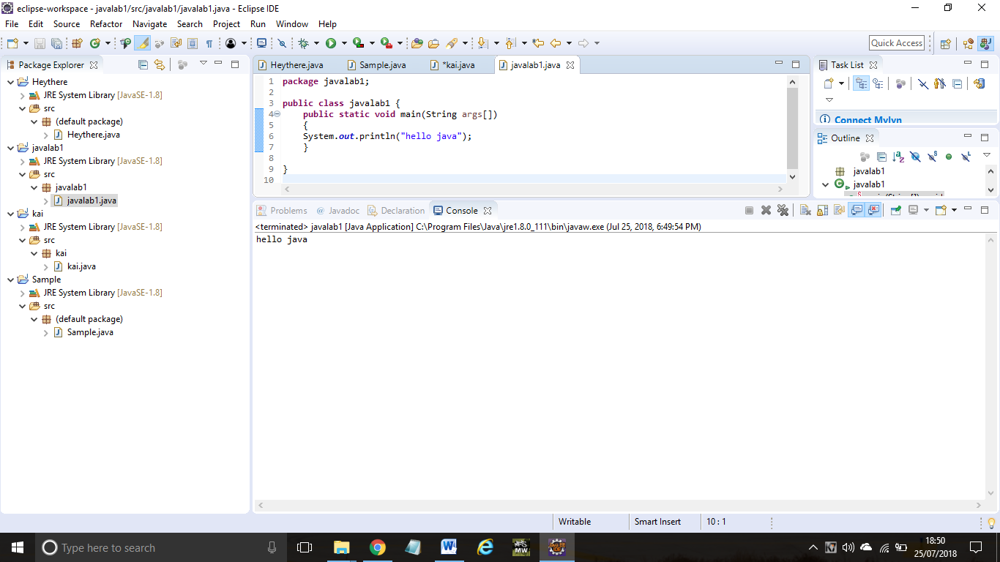 eclipse-workspace - javalab1/src/javalab1/javalab1.java - Eclipse IDE
File Edit Source Refactor Navigate Search Project Run Window Help
Quick Access
Package Explorer
Heythere
JRE System Library [JavaSE-1.8]
src
(default package)
Heythere.java
javalab1
JRE System Library [JavaSE-1.8]
src
javalab1
javalab1.java
kai
JRE System Library [JavaSE-1.8]
src
kai
kai.java
Sample
JRE System Library [JavaSE-1.8]
src
(default package)
Sample.java
Heythere.java Sample.java *kai.java javalab1.java
1 package javalab1;
2
3 public class javalab1 {
4 public static void main(String args[])
5 {
6 System.out.println("hello java");
7 }
8
9 }
10
Task List
Connect Mylyn
Outline
javalab1
javalab1
Problems @ Javadoc Declaration Console
<terminated> javalab1 [Java Application] C:\Program Files\Java\jre1.8.0_111\bin\javaw.exe (Jul 25, 2018, 6:49:54 PM)
hello java
Writable Smart Insert 10 : 1
Type here to search
18:50
25/07/2018